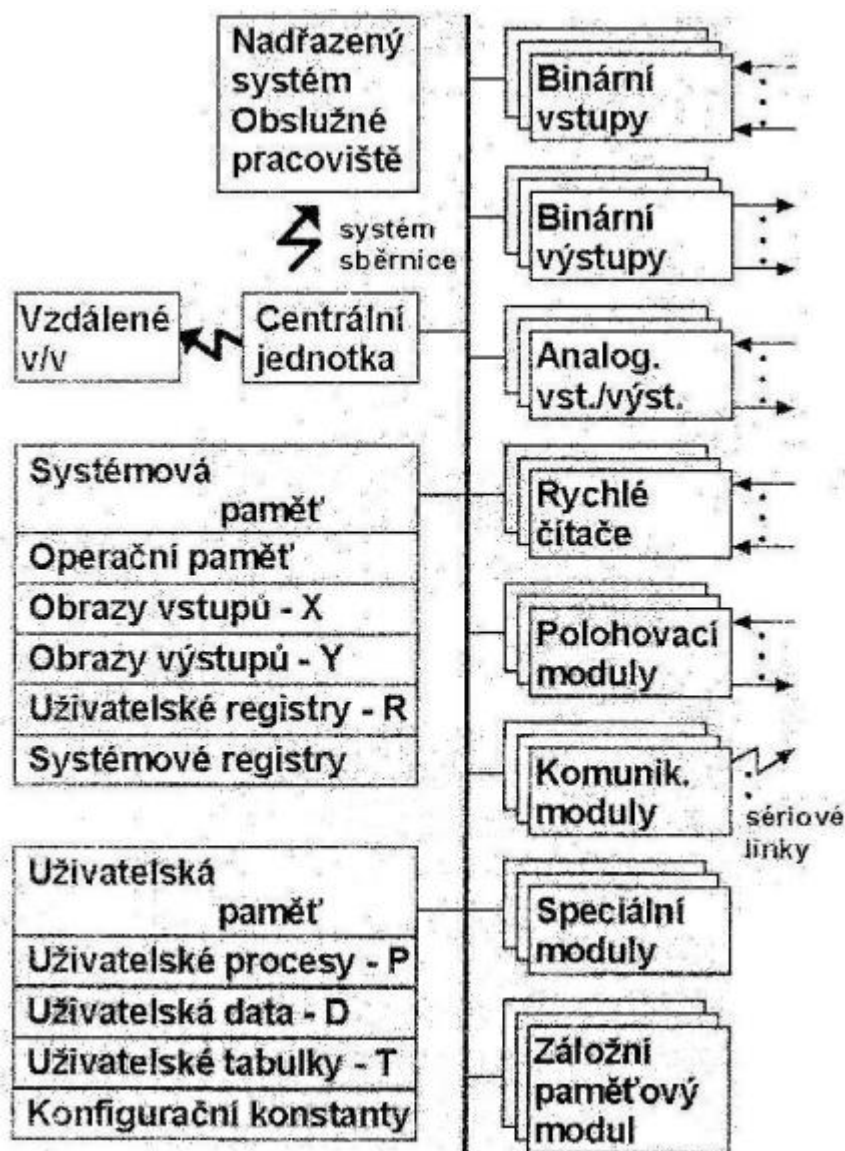 Nadřazený
systém
Obslužné
pracoviště
systém
sběrnice
Vzdálené
v/v
Centrální
jednotka
Systémová
paměť
Operační paměť
Obrazy vstupů - X
Obrazy výstupů - Y
Uživatelské registry - R
Systémové registry
Uživatelská
paměť
Uživatelské procesy - P
Uživatelská data - D
Uživatelské tabulky - T
Konfigurační konstanty
Binární
vstupy
Binární
výstupy
Analog.
vst./výst.
Rychlé
čítače
Polohovací
moduly
Komunik.
moduly
sériové
linky
Speciální
moduly
Záložní
paměťový
modul